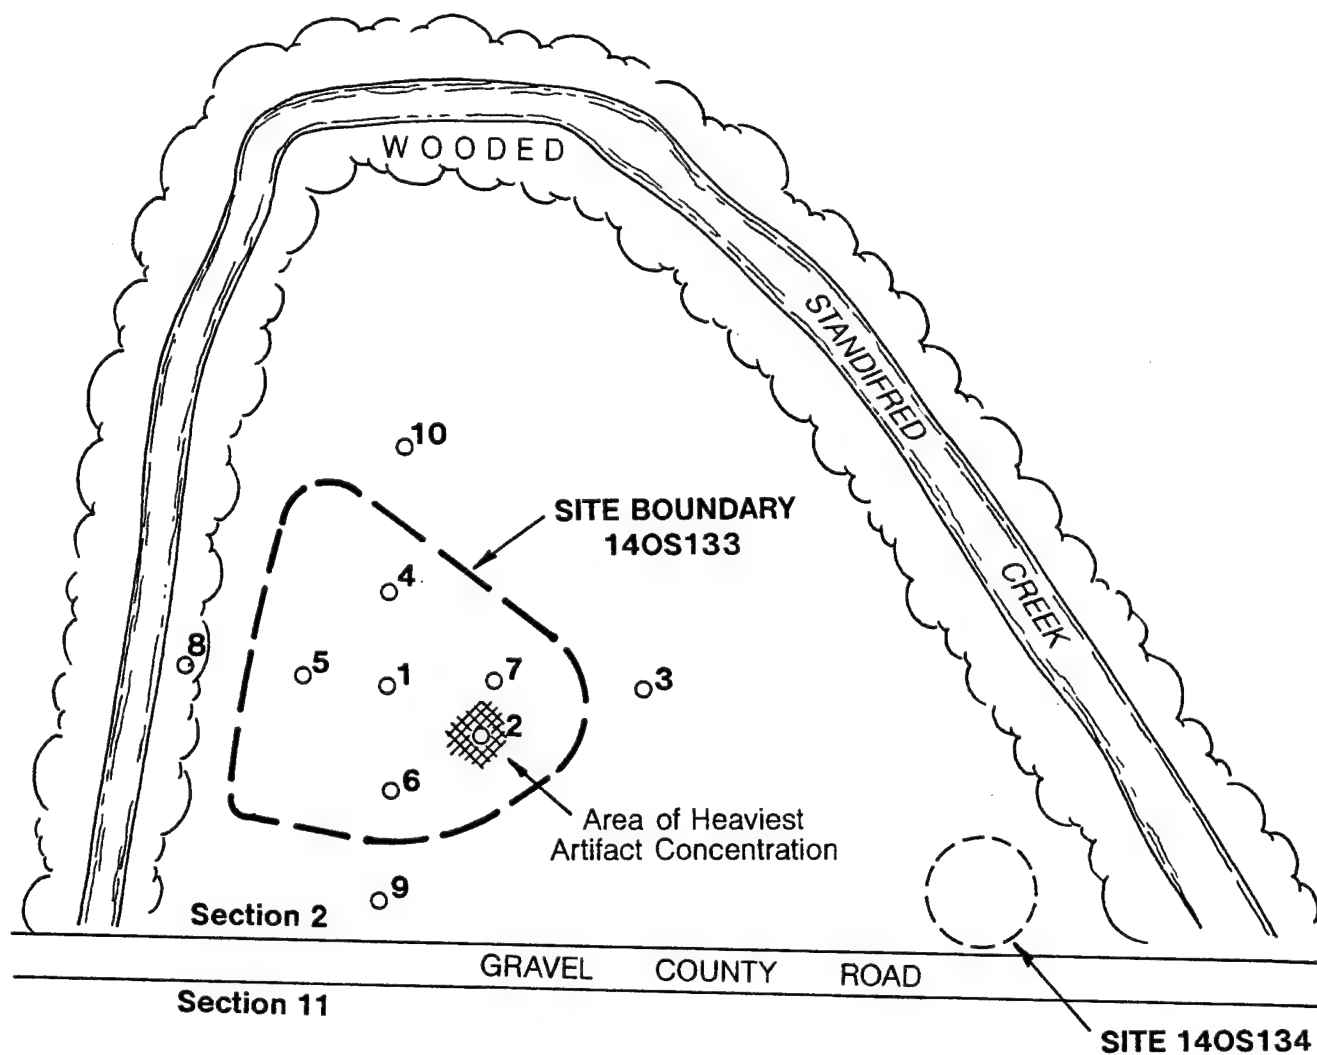 WOODED
STANDIFRED
10
SITE BOUNDARY
14OS133
4
CREEK
8
5
1
7
3
2
6
Area of Heaviest
Artifact Concentration
9
Section 2
GRAVEL COUNTY ROAD
Section 11
SITE 14OS134